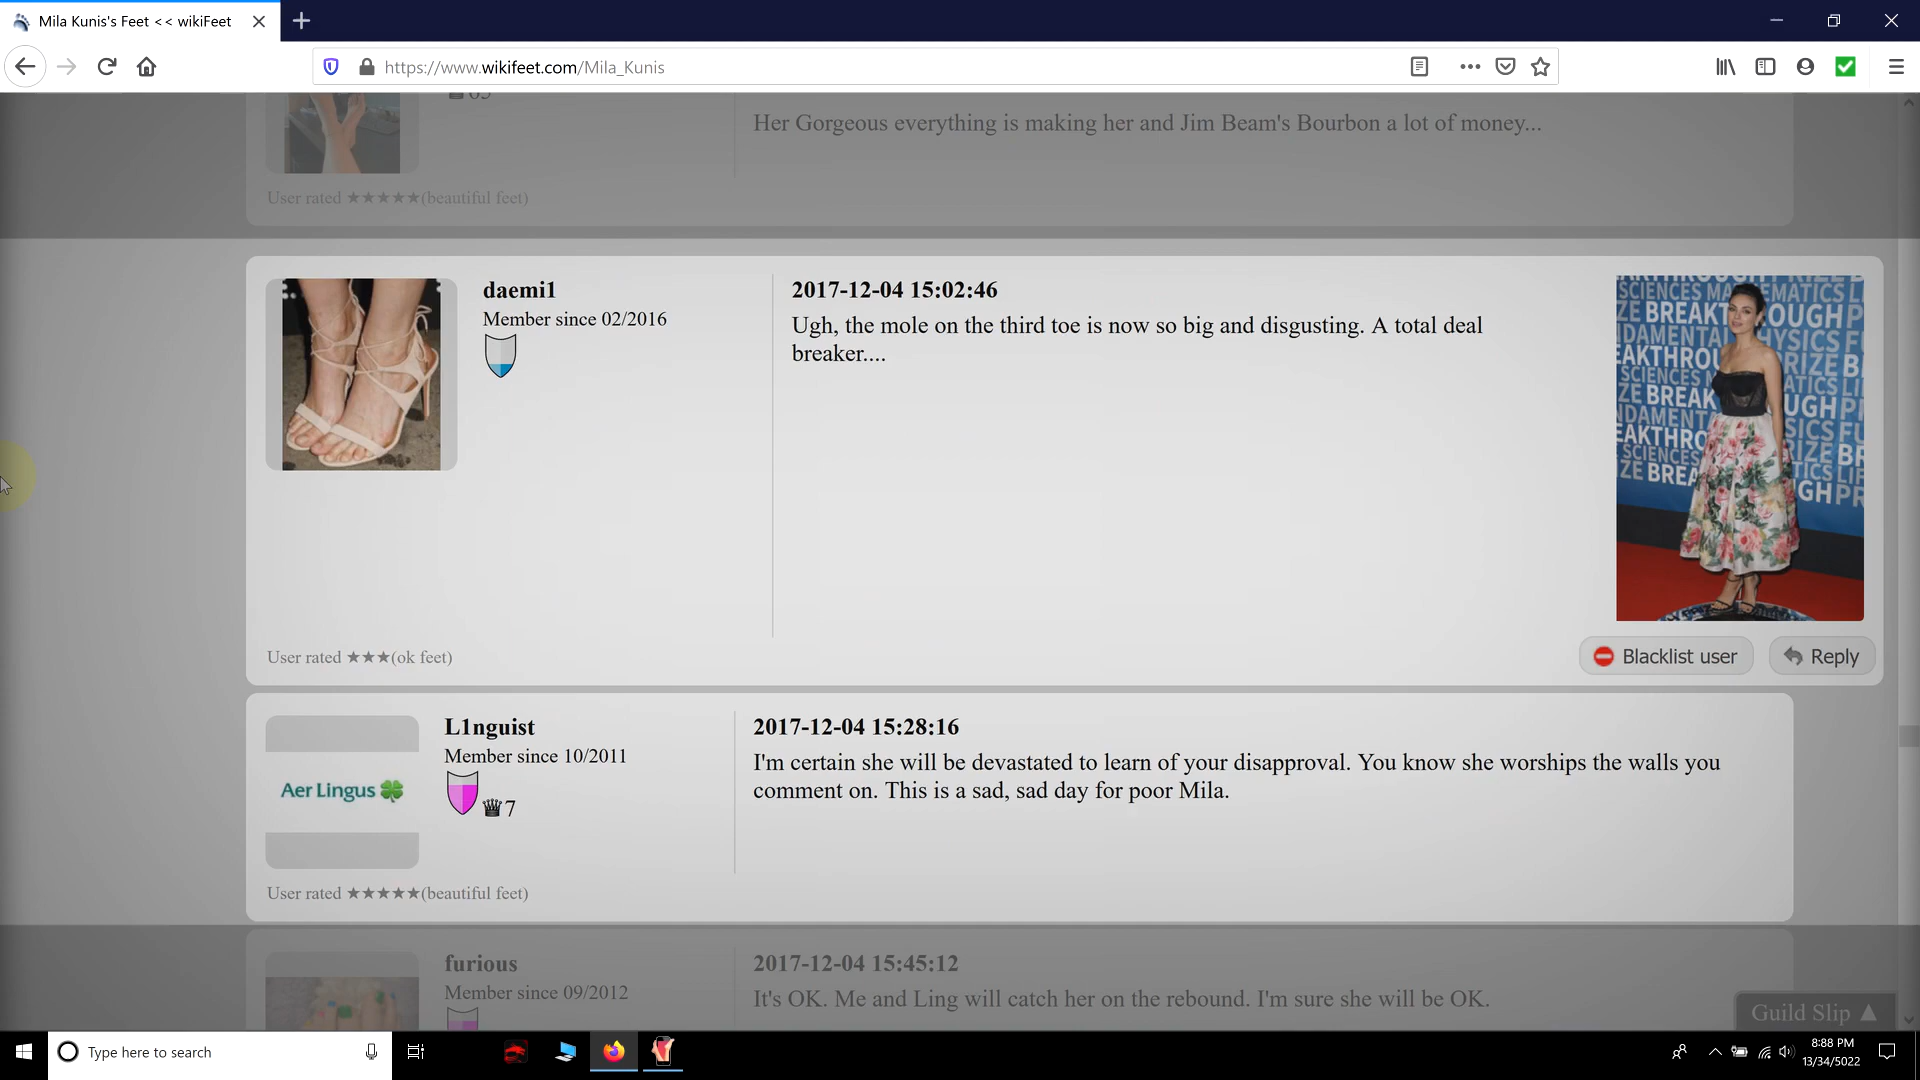 Mila Kunis's Feet << wikiFeet
https://www.wikifeet.com/Mila_Kunis
Her Gorgeous everything is making her and Jim Beam's Bourbon a lot of money...
User rated ★★★★★(beautiful feet)
daemi1
Member since 02/2016
2017-12-04 15:02:46
Ugh, the mole on the third toe is now so big and disgusting. A total deal
breaker....
SCIENCES MATHEMATICS
BREAKTHROUGH
User rated ★★★(ok feet)
Blacklist user
Reply
L1nguist
Member since 10/2011
7
2017-12-04 15:28:16
I'm certain she will be devastated to learn of your disapproval. You know she worships the walls you
comment on. This is a sad, sad day for poor Mila.
Aer Lingus
User rated ★★★★★(beautiful feet)
furious
Member since 09/2012
2017-12-04 15:45:12
It's OK. Me and Ling will catch her on the rebound. I'm sure she will be OK.
Guild Slip ▲
Type here to search
8:88 PM
13/34/5022